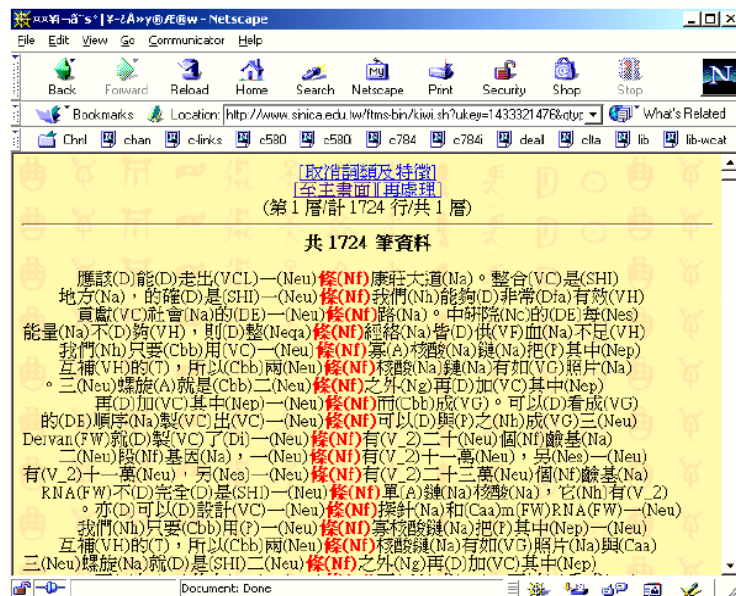 - Netscape
File Edit View Go Communicator Help
Back Forward Reload Home Search Netscape Print Security Shop Stop
Bookmarks Location: http://www.sinica.edu.tw/ftms-bin/kiwi.sh?ukey=1433321476&qtyp What's Related
Chnl chan c-links c580 c580i c784 c784i deal clta lib lib-wcat
[取消詞類及特徵]
[至主畫面][再處理]
(第 1 層/計 1724 行/共 1 層)
共 1724 筆資料
應該(D)能(D)走出(VCL)一(Neu)條(Nf)康莊大道(Na)。整合(VC)是(SHI)
地方(Na),的確(D)是(SHI)一(Neu)條(Nf)我們(Nh)能夠(D)非常(Dfa)有效(VH)
貢獻(VC)社會(Na)的(DE)一(Neu)條(Nf)路(Na)。中研院(Nc)的(DE)每(Nes)
能量(Na)不(D)夠(VH),則(D)整(Neqa)條(Nf)經絡(Na)皆(D)供(VF)血(Na)不足(VH)
我們(Nh)只要(Cbb)用(VC)一(Neu)條(Nf)寡(A)核酸(Na)鏈(Na)把(P)其中(Nep)
互補(VH)的(T),所以(Cbb)兩(Neu)條(Nf)核酸(Na)鏈(Na)有如(VG)照片(Na)
。三(Neu)螺旋(A)就是(Cbb)二(Neu)條(Nf)之外(Ng)再(D)加(VC)其中(Nep)
再(D)加(VC)其中(Nep)一(Neu)條(Nf)而(Cbb)成(VG)。可以(D)看成(VG)
的(DE)順序(Na)製(VC)出(VC)一(Neu)條(Nf)可以(D)與(P)之(Nh)成(VG)三(Neu)
Dervan(FW)就(D)製(VC)了(Di)一(Neu)條(Nf)有(V_2)二十(Neu)個(Nf)鹼基(Na)
二(Neu)段(Nf)基因(Na),一(Neu)條(Nf)有(V_2)十一萬(Neu),另(Nes)一(Neu)
有(V_2)十一萬(Neu),另(Nes)一(Neu)條(Nf)有(V_2)二十三萬(Neu)個(Nf)鹼基(Na)
RNA(FW)不(D)完全(D)是(SHI)一(Neu)條(Nf)單(A)鏈(Na)核酸(Na),它(Nh)有(V_2)
。亦(D)可以(D)設計(VC)一(Neu)條(Nf)探針(Na)和(Caa)m(FW)RNA(FW)一(Neu)
我們(Nh)只要(Cbb)用(P)一(Neu)條(Nf)寡核酸鏈(Na)把(P)其中(Nep)一(Neu)
互補(VH)的(T),所以(Cbb)兩(Neu)條(Nf)核酸鏈(Na)有如(VG)照片(Na)與(Caa)
三(Neu)螺旋(Na)就(D)是(SHI)二(Neu)條(Nf)之外(Ng)再(D)加(VC)其中(Nep)
Document: Done